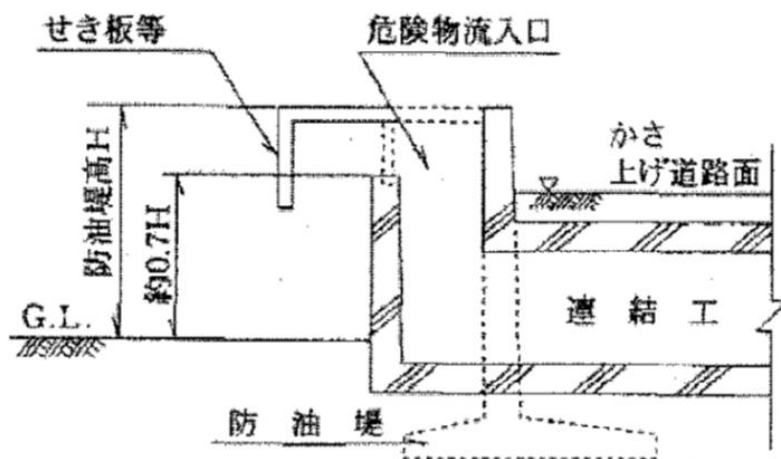 せき板等
危険物流入口
防油堤高H
約0.7H
かさ
上げ道路面
G.L.
連結工
防油堤